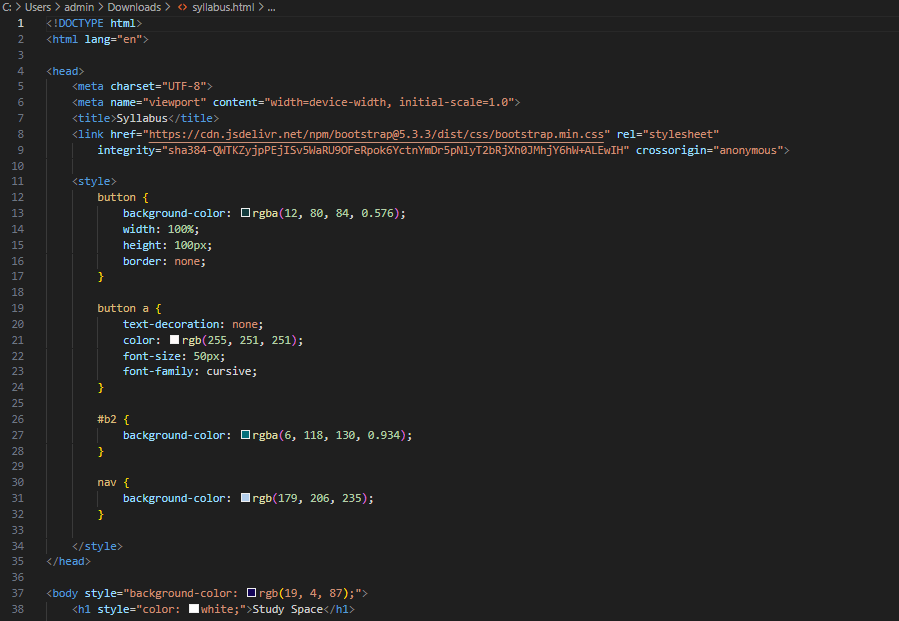 C: > Users > admin > Downloads > <> syllabus.html > ...
1 <!DOCTYPE html>
2 <html lang="en">
3
4 <head>
5 <meta charset="UTF-8">
6 <meta name="viewport" content="width=device-width, initial-scale=1.0">
7 <title>Syllabus</title>
8 <link href="https://cdn.jsdelivr.net/npm/bootstrap@5.3.3/dist/css/bootstrap.min.css" rel="stylesheet"
9 integrity="sha384-QWTKZyjpPEjISv5WaRU9OFeRpok6YctnYmDr5pNlyT2bRjXh0JMhjY6hW+ALEwIH" crossorigin="anonymous">
10
11 <style>
12 button {
13 background-color: rgba(12, 80, 84, 0.576);
14 width: 100%;
15 height: 100px;
16 border: none;
17 }
18
19 button a {
20 text-decoration: none;
21 color: rgb(255, 251, 251);
22 font-size: 50px;
23 font-family: cursive;
24 }
25
26 #b2 {
27 background-color: rgba(6, 118, 130, 0.934);
28 }
29
30 nav {
31 background-color: rgb(179, 206, 235);
32 }
33
34 </style>
35 </head>
36
37 <body style="background-color: rgb(19, 4, 87);">
38 <h1 style="color: white;">Study Space</h1>